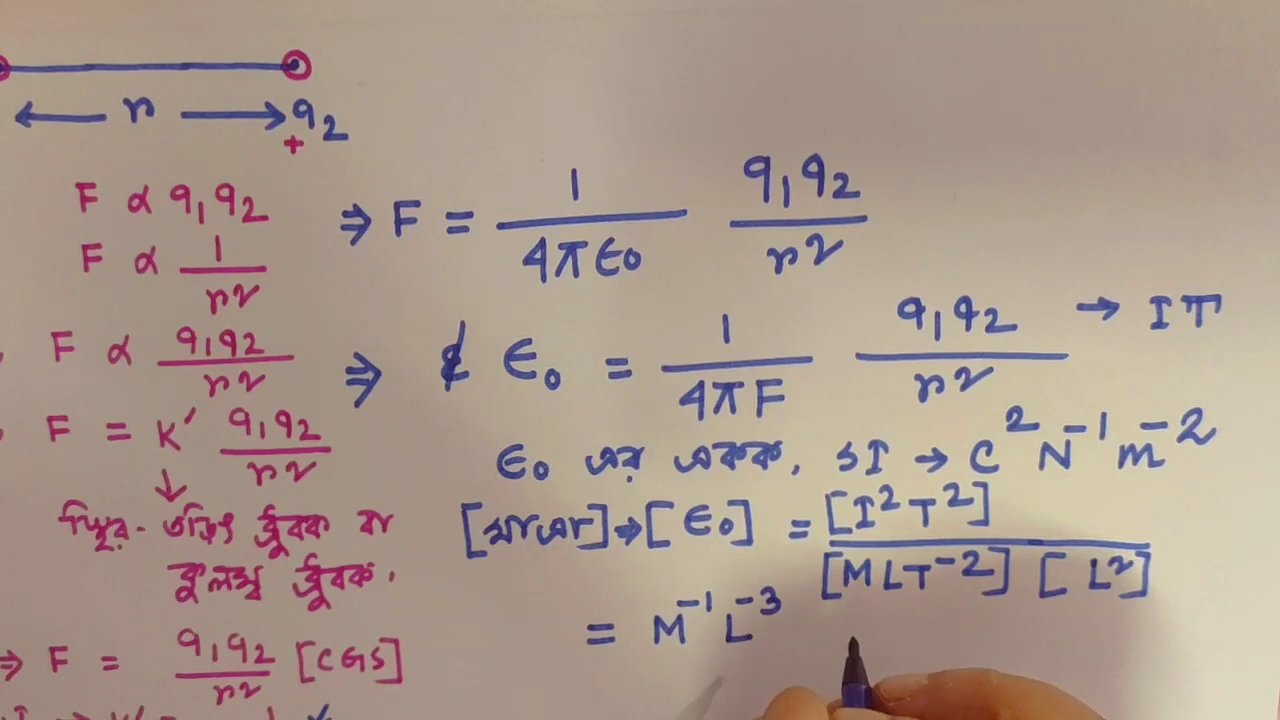 r q2
+
F ∝ q1q2
F ∝ 1/r²
F ∝ q1q2/r²
F = K′ q1q2/r²
স্থির-তড়িৎ ধ্রুবক বা
কুলম্ব ধ্রুবক.
⇒ F = q1q2/r² [CGS]
⇒ F = 1/4πϵ0 q1q2/r²
⇒ ϵ0 = 1/4πF q1q2/r² → IT
ϵ0 এর একক, SI → C² N⁻¹ m⁻²
[মাত্রা]→[ϵ0] = [I²T²]/[MLT⁻²] [L²]
= M⁻¹ L⁻³